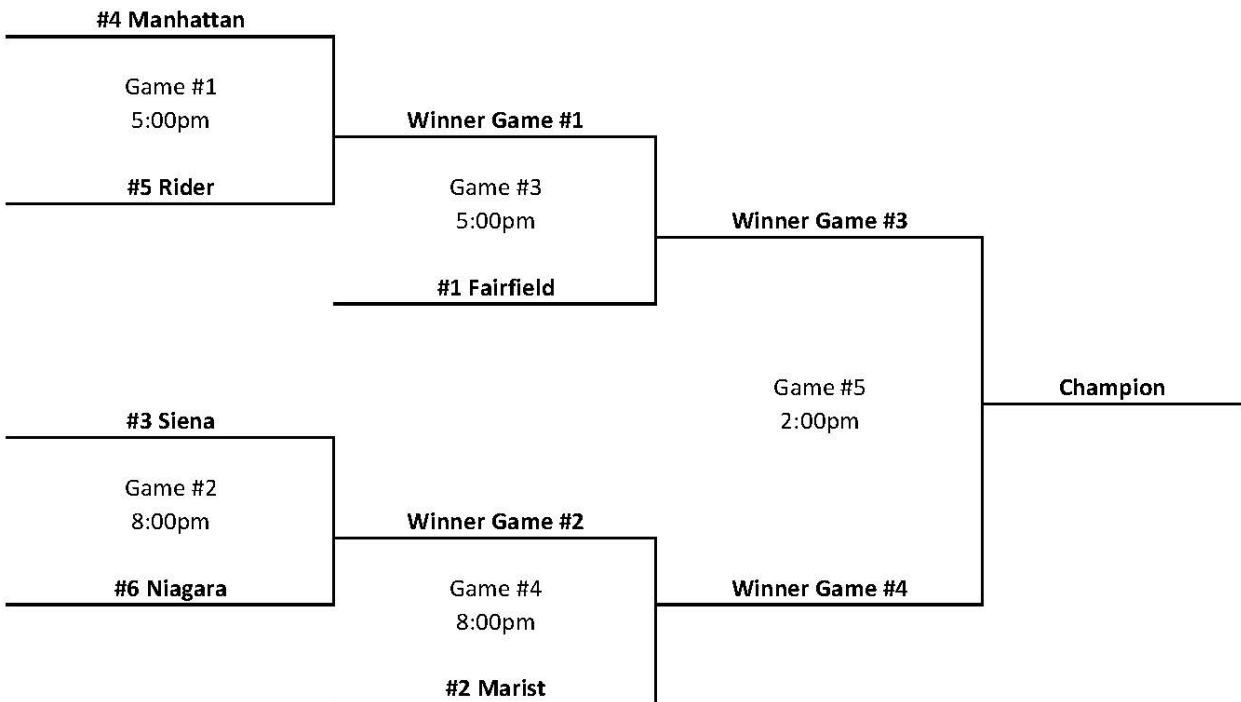 #4 Manhattan
Game #1
5:00pm
#5 Rider
Winner Game #1
Game #3
5:00pm
#1 Fairfield
Winner Game #3
#3 Siena
Game #2
8:00pm
#6 Niagara
Winner Game #2
Game #4
8:00pm
#2 Marist
Winner Game #4
Game #5
2:00pm
Champion